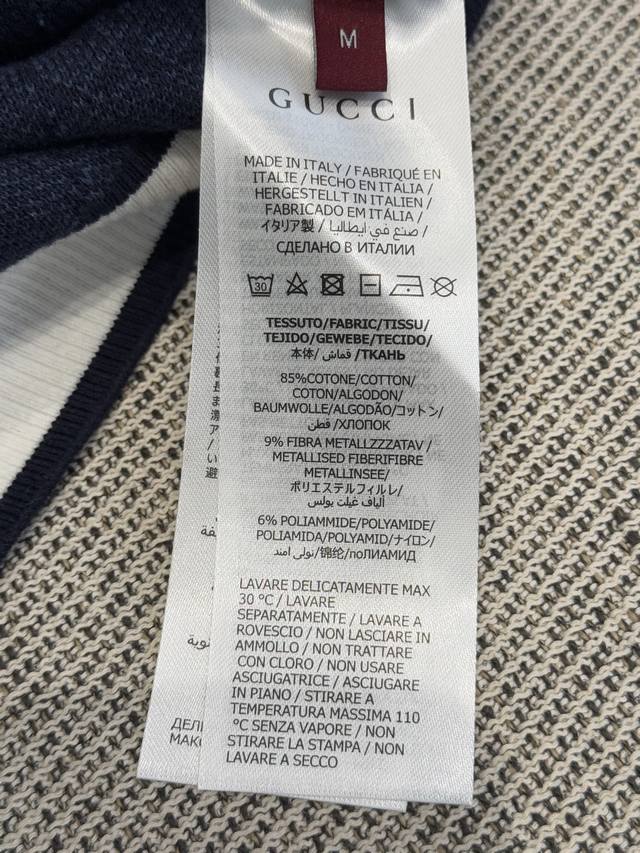 M
GUCCI
MADE IN ITALY / FABRIQUÉ EN
ITALIE / HECHO EN ITALIA /
HERGESTELLT IN ITALIEN /
FABRICADO EM ITÁLIA /
イタリア製 / صنع في ايطاليا /
СДЕЛАНО В ИТАЛИИ
30
TESSUTO/FABRIC/TISSU/
TEJIDO/GEWEBE/TECIDO/
本体/ قماش /ТКАНЬ
85%COTONE/COTTON/
COTON/ALGODON/
BAUMWOLLE/ALGODÃO/コットン/
قطن /ХЛОПОК
9% FIBRA METALLZZZATAV /
METALLISED FIBERIFIBRE
METALLINSEE/
ポリエステルフィルレ/
ألياف غيلت بولس
6% POLIAMMIDE/POLYAMIDE/
POLIAMIDA/POLYAMID/ナイロン/
نولى امند/锦纶/поЛИАМИД
LAVARE DELICATAMENTE MAX
30 °C / LAVARE
SEPARATAMENTE / LAVARE A
ROVESCIO / NON LASCIARE IN
AMMOLLO / NON TRATTARE
CON CLORO / NON USARE
ASCIUGATRICE / ASCIUGARE
IN PIANO / STIRARE A
TEMPERATURA MASSIMA 110
°C SENZA VAPORE / NON
STIRARE LA STAMPA / NON
LAVARE A SECCO